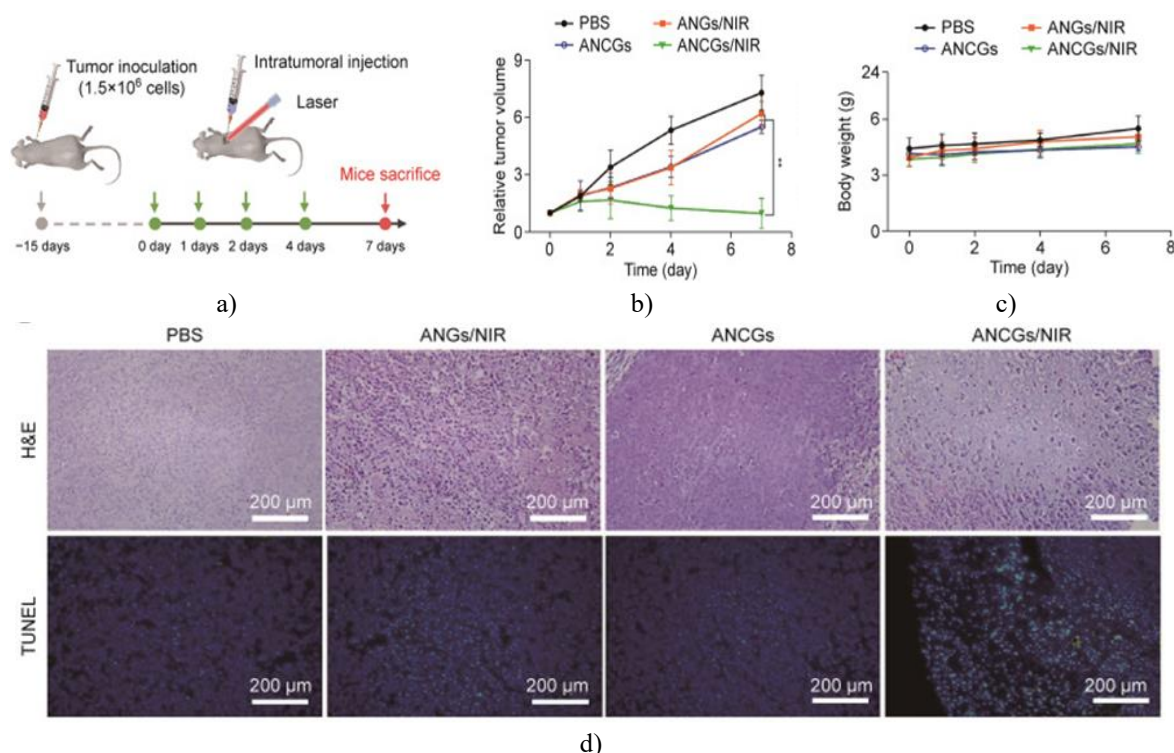 Tumor inoculation
(1.5×10⁶ cells)
Intratumoral injection
Laser
Mice sacrifice
−15 days
0 day
1 days
2 days
4 days
7 days
a)
PBS
ANGs/NIR
ANCGs
ANCGs/NIR
Relative tumor volume
9
6
3
0
0
2
4
6
8
Time (day)
**
b)
PBS
ANGs/NIR
ANCGs
ANCGs/NIR
Body weight (g)
24
6
3
0
0
2
4
6
8
Time (day)
c)
PBS
ANGs/NIR
ANCGs
ANCGs/NIR
H&E
200 µm
200 µm
200 µm
200 µm
TUNEL
200 µm
200 µm
200 µm
200 µm
d)